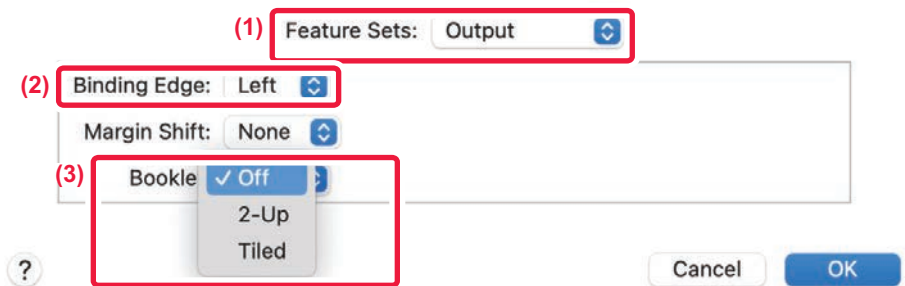 (1) Feature Sets: Output
(2) Binding Edge: Left
Margin Shift: None
(3) Bookle ✓ Off
2-Up
Tiled
? Cancel OK